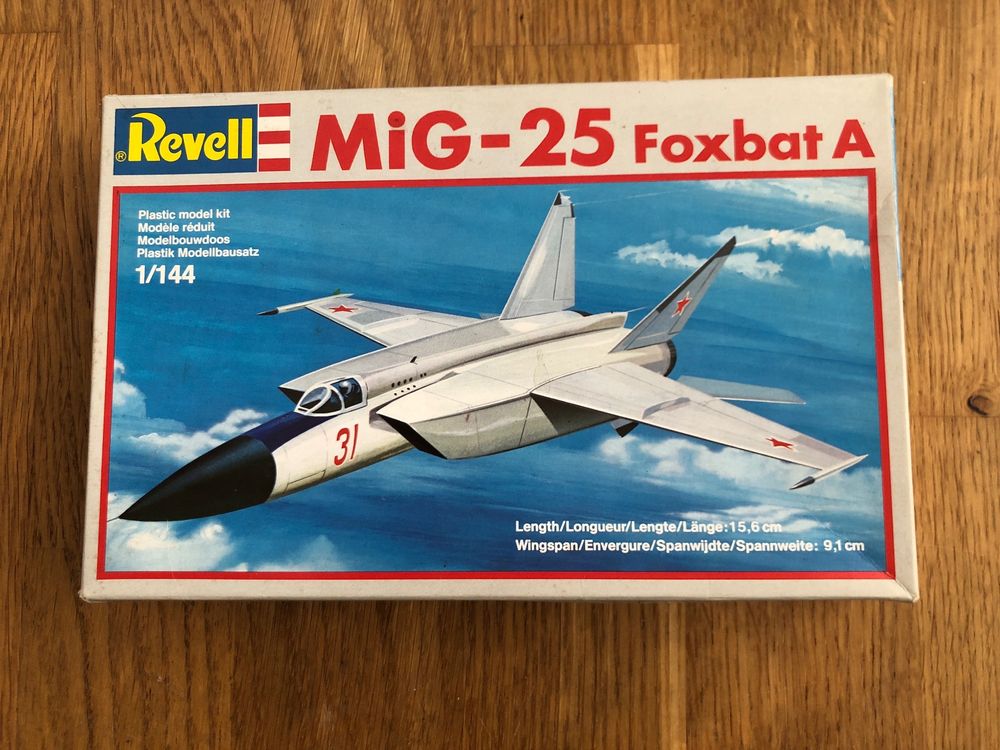 ® Revell MiG-25 Foxbat A
Plastic model kit
Modèle réduit
Modelbouwdoos
Plastik Modellbausatz
1/144
31
Length/Longueur/Lengte/Länge:15,6 cm
Wingspan/Envergure/Spanwijdte/Spannweite: 9,1 cm